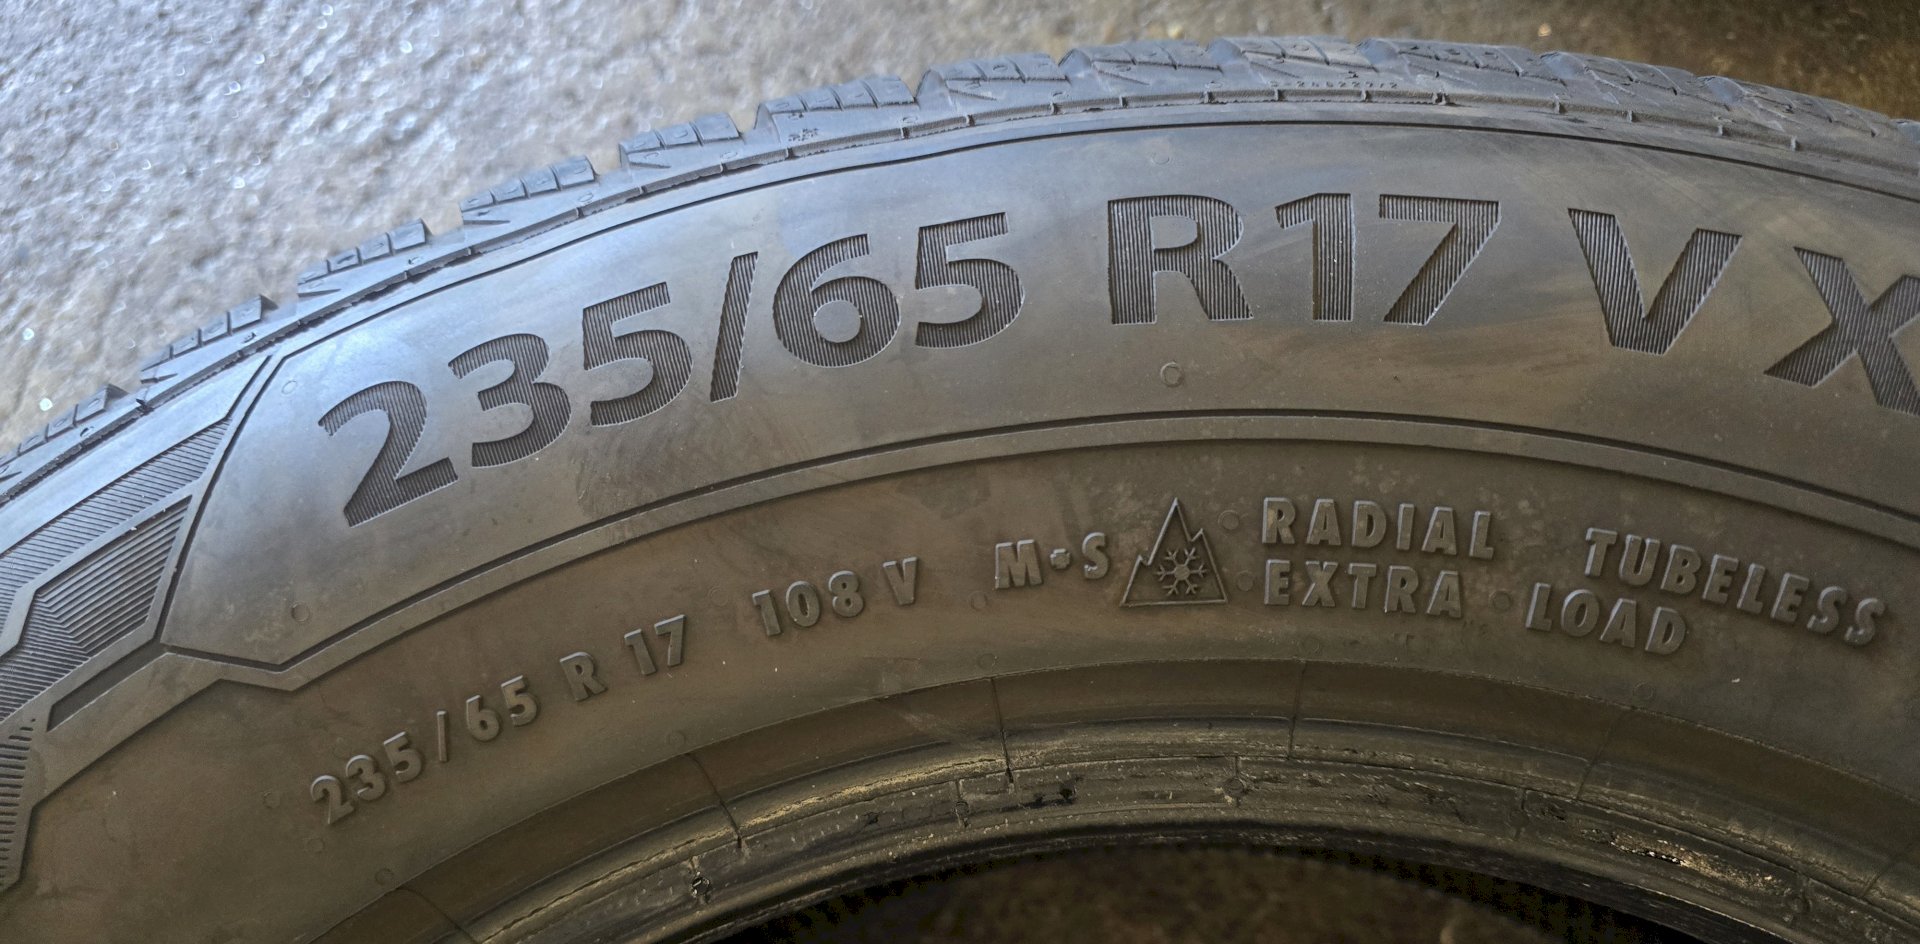 235/65 R17 V X
235/65 R 17 108 V M+S RADIAL TUBELESS
EXTRA LOAD